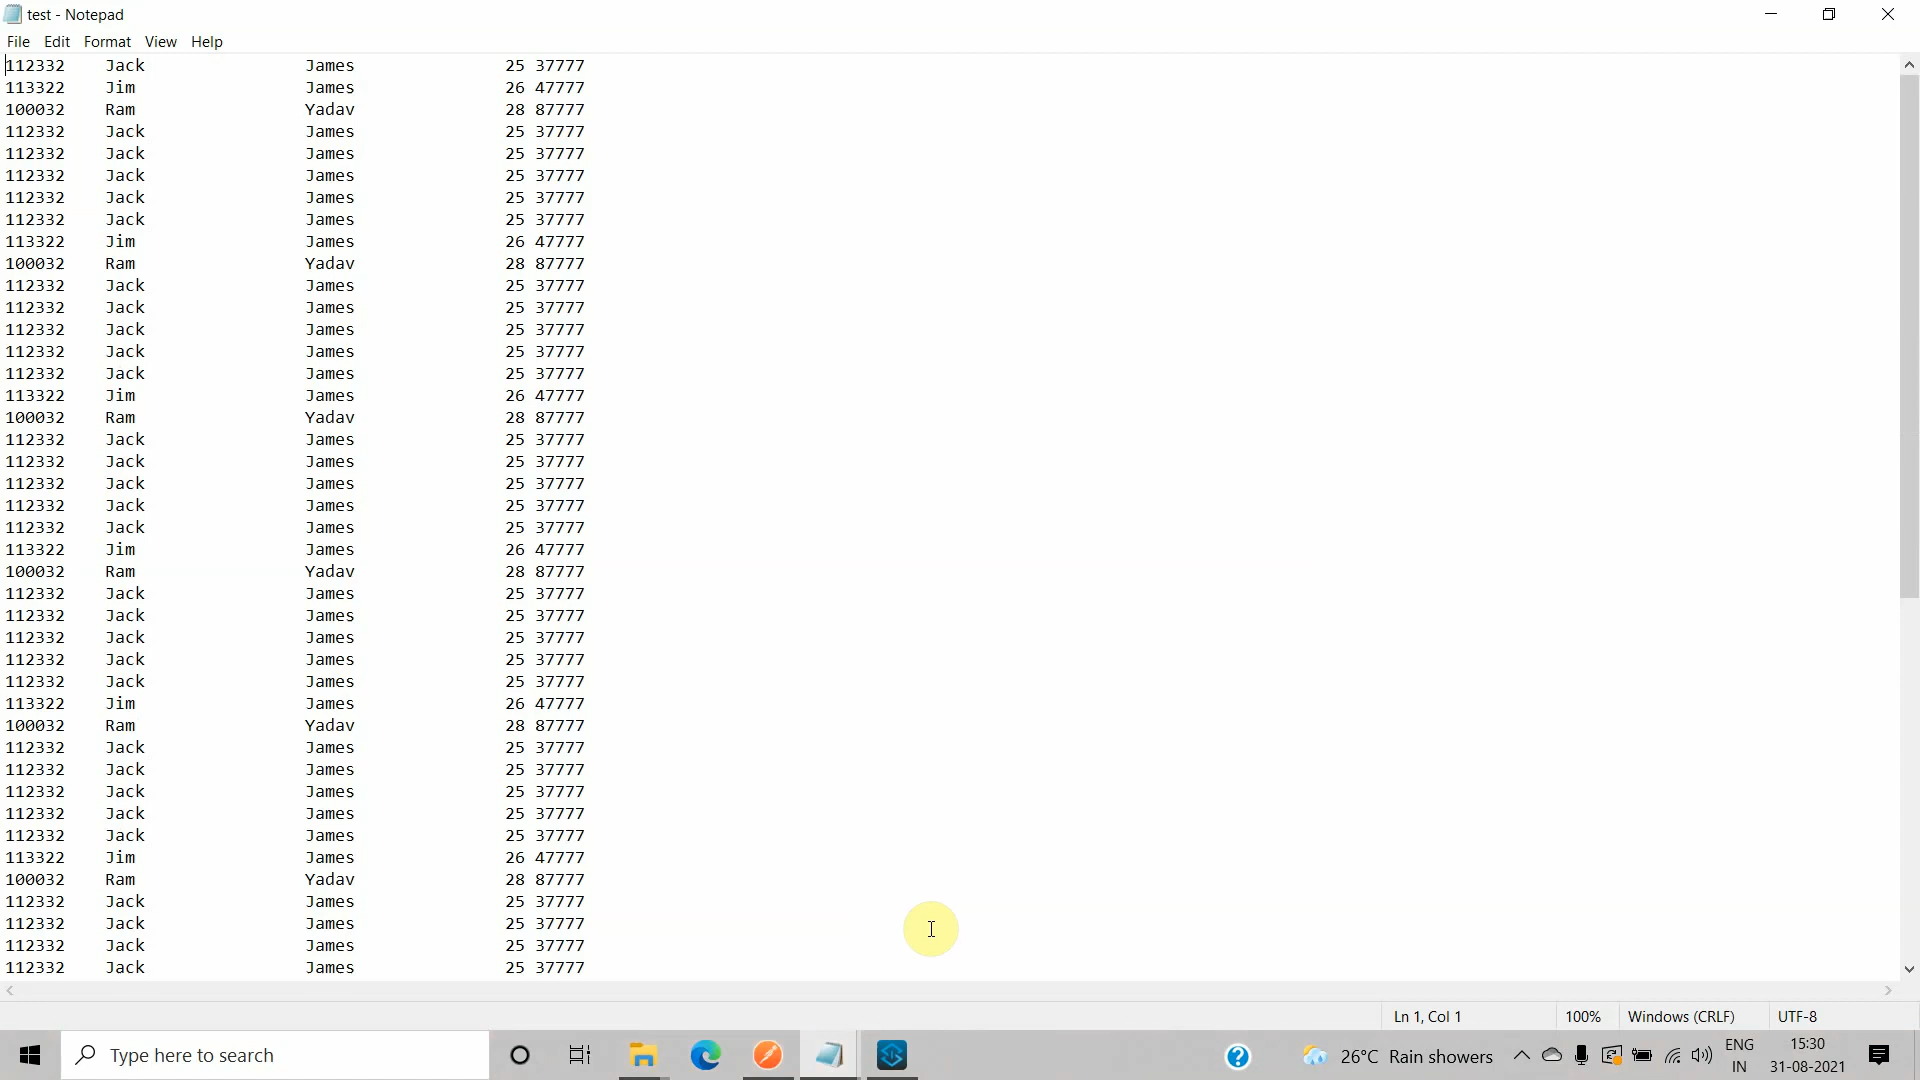 test - Notepad
File Edit Format View Help
112332 Jack James 25 37777
113322 Jim James 26 47777
100032 Ram Yadav 28 87777
112332 Jack James 25 37777
112332 Jack James 25 37777
112332 Jack James 25 37777
112332 Jack James 25 37777
112332 Jack James 25 37777
113322 Jim James 26 47777
100032 Ram Yadav 28 87777
112332 Jack James 25 37777
112332 Jack James 25 37777
112332 Jack James 25 37777
112332 Jack James 25 37777
112332 Jack James 25 37777
113322 Jim James 26 47777
100032 Ram Yadav 28 87777
112332 Jack James 25 37777
112332 Jack James 25 37777
112332 Jack James 25 37777
112332 Jack James 25 37777
112332 Jack James 25 37777
113322 Jim James 26 47777
100032 Ram Yadav 28 87777
112332 Jack James 25 37777
112332 Jack James 25 37777
112332 Jack James 25 37777
112332 Jack James 25 37777
112332 Jack James 25 37777
113322 Jim James 26 47777
100032 Ram Yadav 28 87777
112332 Jack James 25 37777
112332 Jack James 25 37777
112332 Jack James 25 37777
112332 Jack James 25 37777
112332 Jack James 25 37777
113322 Jim James 26 47777
100032 Ram Yadav 28 87777
112332 Jack James 25 37777
112332 Jack James 25 37777
112332 Jack James 25 37777
112332 Jack James 25 37777
Ln 1, Col 1 100% Windows (CRLF) UTF-8
Type here to search
26°C Rain showers
ENG
IN
15:30
31-08-2021